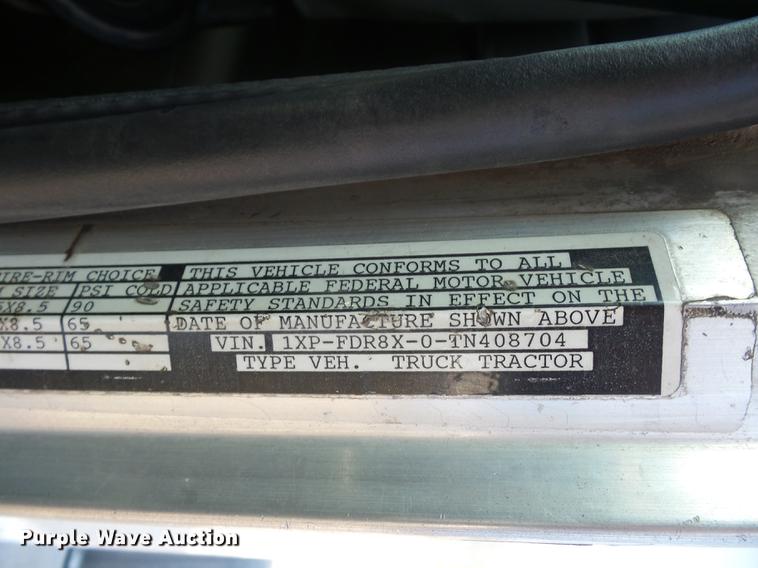 IRE-RIM CHOICE THIS VEHICLE CONFORMS TO ALL
SIZE PSI COLD APPLICABLE FEDERAL MOTOR VEHICLE
X8.5 90 SAFETY STANDARDS IN EFFECT ON THE
X8.5 65 DATE OF MANUFACTURE SHOWN ABOVE
X8.5 65 VIN. 1XP-FDR8X-0-TN408704
TYPE VEH. TRUCK TRACTOR
Purple Wave Auction